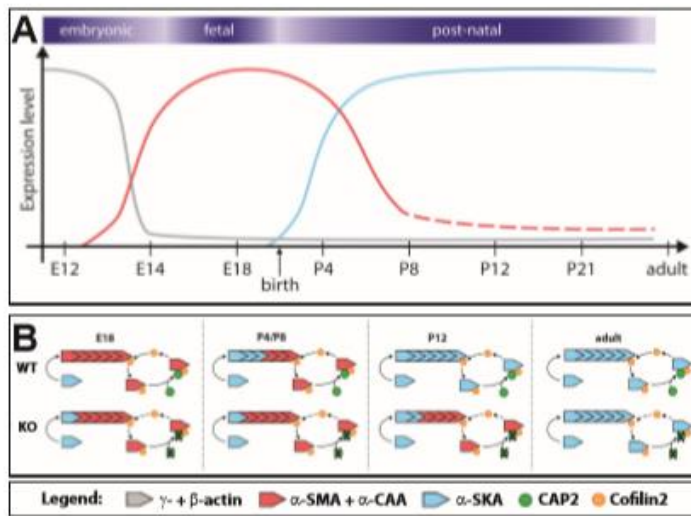 A
embryonic fetal post-natal
Expression level
E12 E14 E18 P4 P8 P12 P21 adult
birth
B
E18 P4/P8 P12 adult
WT
KO
Legend: γ- + β-actin α-SMA + α-CAA α-SKA CAP2 Cofilin2